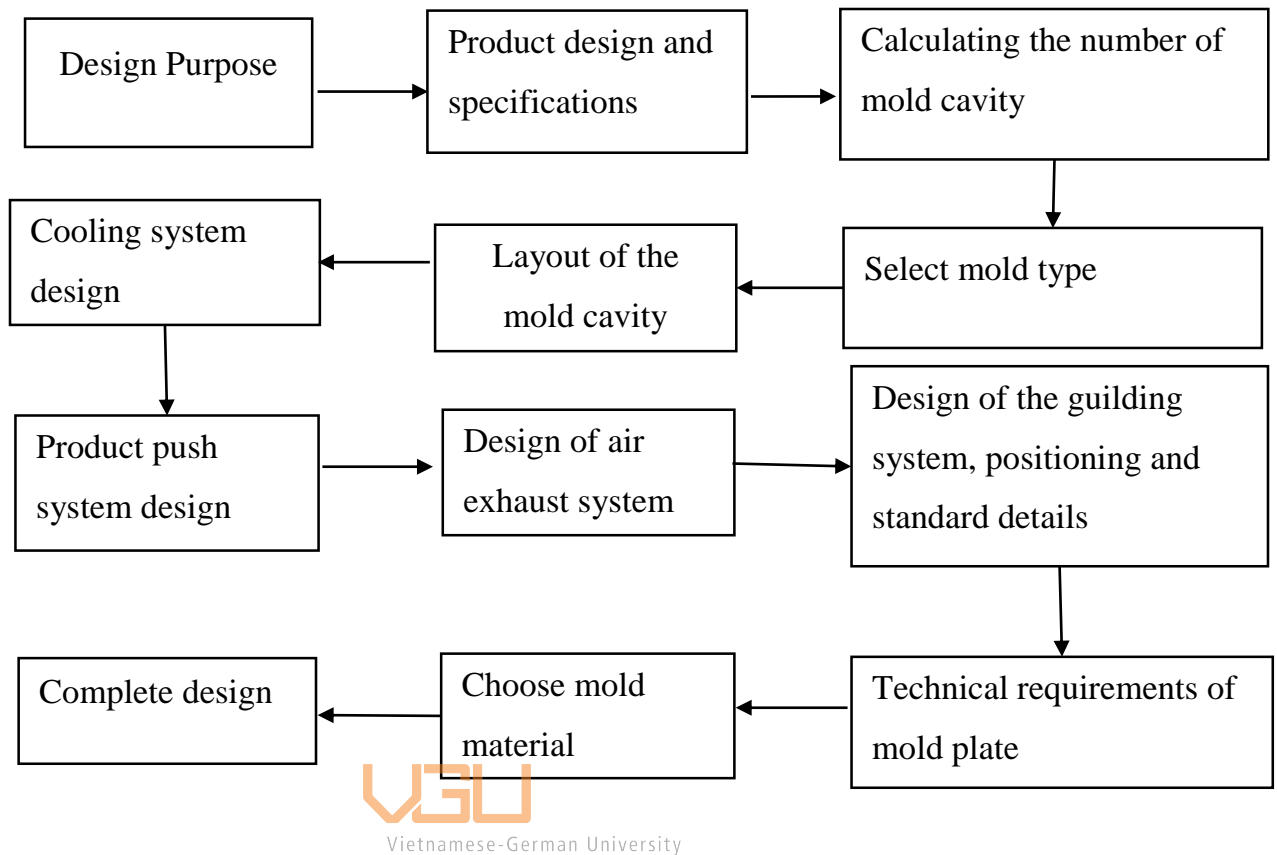 Design Purpose
Product design and
specifications
Calculating the number of
mold cavity
Select mold type
Layout of the
mold cavity
Cooling system
design
Product push
system design
Design of air
exhaust system
Design of the guilding
system, positioning and
standard details
Technical requirements of
mold plate
Choose mold
material
Complete design
VGU
Vietnamese-German University